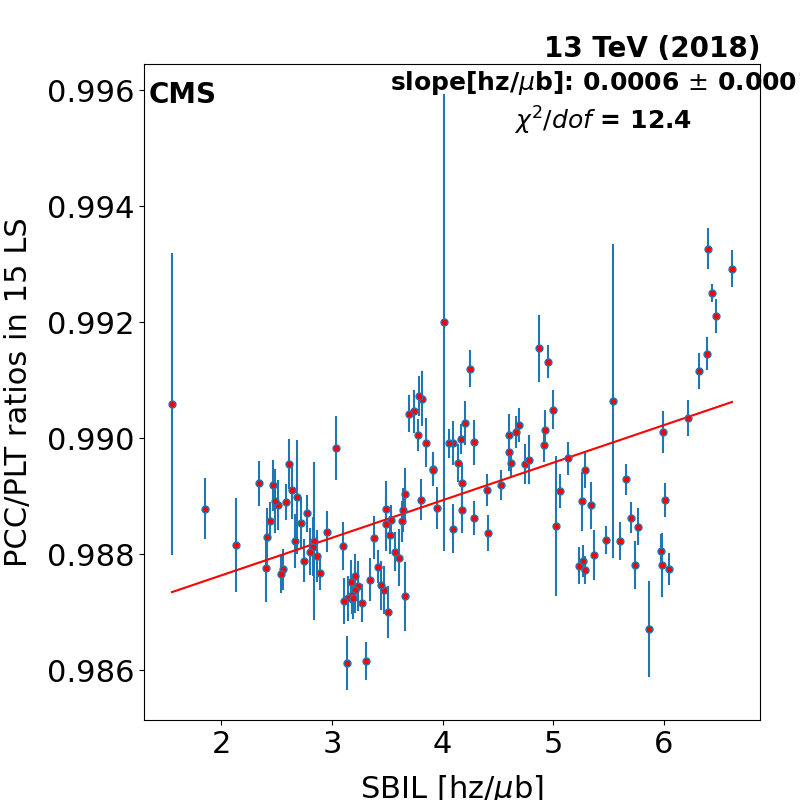 13 TeV (2018)
CMS
slope[hz/μb]: 0.0006 ± 0.000
χ²/dof = 12.4
PCC/PLT ratios in 15 LS
0.996
0.994
0.992
0.990
0.988
0.986
2 3 4 5 6
SBIL [hz/μb]